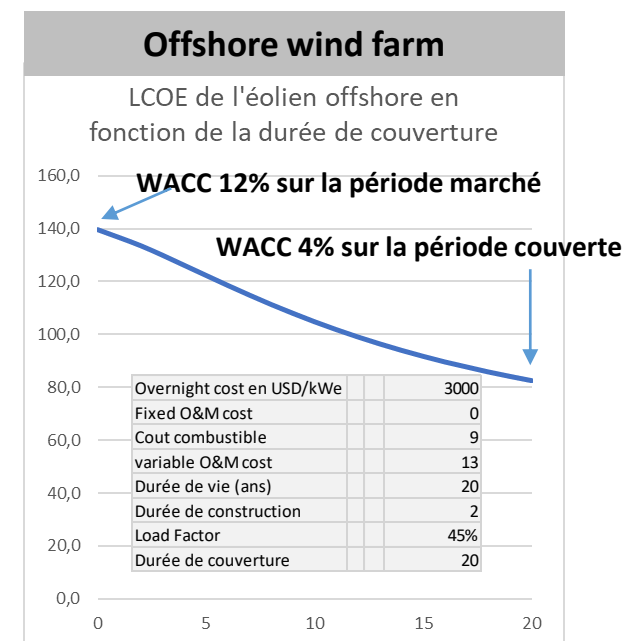 Offshore wind farm
LCOE de l'éolien offshore en
fonction de la durée de couverture
160,0
WACC 12% sur la période marché
140,0
WACC 4% sur la période couverte
120,0
100,0
80,0
Overnight cost en USD/kWe 3000
Fixed O&M cost 0
60,0
Cout combustible 9
variable O&M cost 13
Durée de vie (ans) 20
40,0
Durée de construction 2
Load Factor 45%
20,0
Durée de couverture 20
0,0
0 5 10 15 20